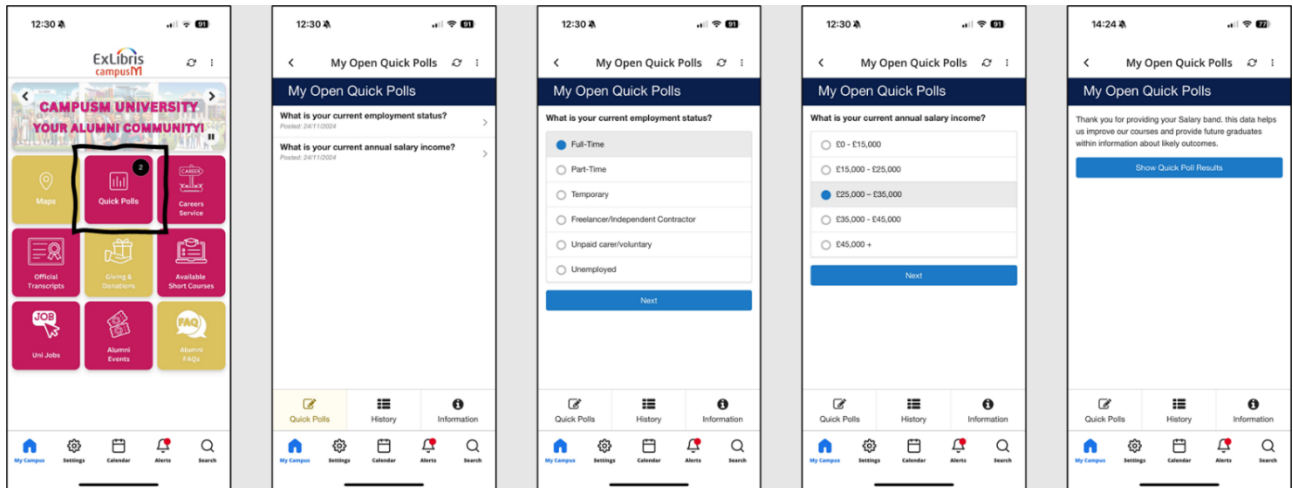 12:30
91
ExLibris
campusM
CAMPUSM UNIVERSITY
YOUR ALUMNI COMMUNITY!
Maps
2
Quick Polls
CAREER
Careers
Service
Official
Transcripts
Giving &
Donations
Available
Short Courses
JOB
Uni Jobs
Alumni
Events
FAQ
Alumni
FAQs
My Campus
Settings
Calendar
Alerts
Search
12:30
91
My Open Quick Polls
My Open Quick Polls
What is your current employment status?
Posted: 24/11/2024
What is your current annual salary income?
Posted: 24/11/2024
Quick Polls
History
Information
My Campus
Settings
Calendar
Alerts
Search
12:30
91
My Open Quick Polls
My Open Quick Polls
What is your current employment status?
Full-Time
Part-Time
Temporary
Freelancer/Independent Contractor
Unpaid carer/voluntary
Unemployed
Next
Quick Polls
History
Information
My Campus
Settings
Calendar
Alerts
Search
12:30
91
My Open Quick Polls
My Open Quick Polls
What is your current annual salary income?
£0 - £15,000
£15,000 - £25,000
£25,000 – £35,000
£35,000 - £45,000
£45,000 +
Next
Quick Polls
History
Information
My Campus
Settings
Calendar
Alerts
Search
14:24
77
My Open Quick Polls
My Open Quick Polls
Thank you for providing your Salary band, this data helps
us improve our courses and provide future graduates
within information about likely outcomes.
Show Quick Poll Results
Quick Polls
History
Information
My Campus
Settings
Calendar
Alerts
Search